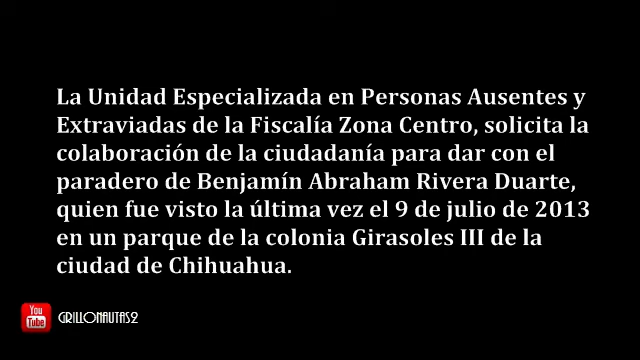 La Unidad Especializada en Personas Ausentes y
Extraviadas de la Fiscalía Zona Centro, solicita la
colaboración de la ciudadanía para dar con el
paradero de Benjamín Abraham Rivera Duarte,
quien fue visto la última vez el 9 de julio de 2013
en un parque de la colonia Girasoles III de la
ciudad de Chihuahua.
You
Tube
GRILLONAUTAS2